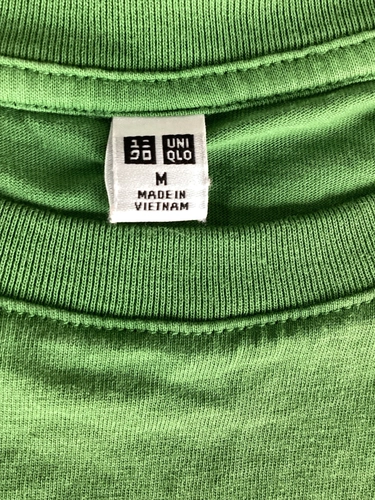 ユニ UNI
クロ QLO
M
MADE IN
VIETNAM